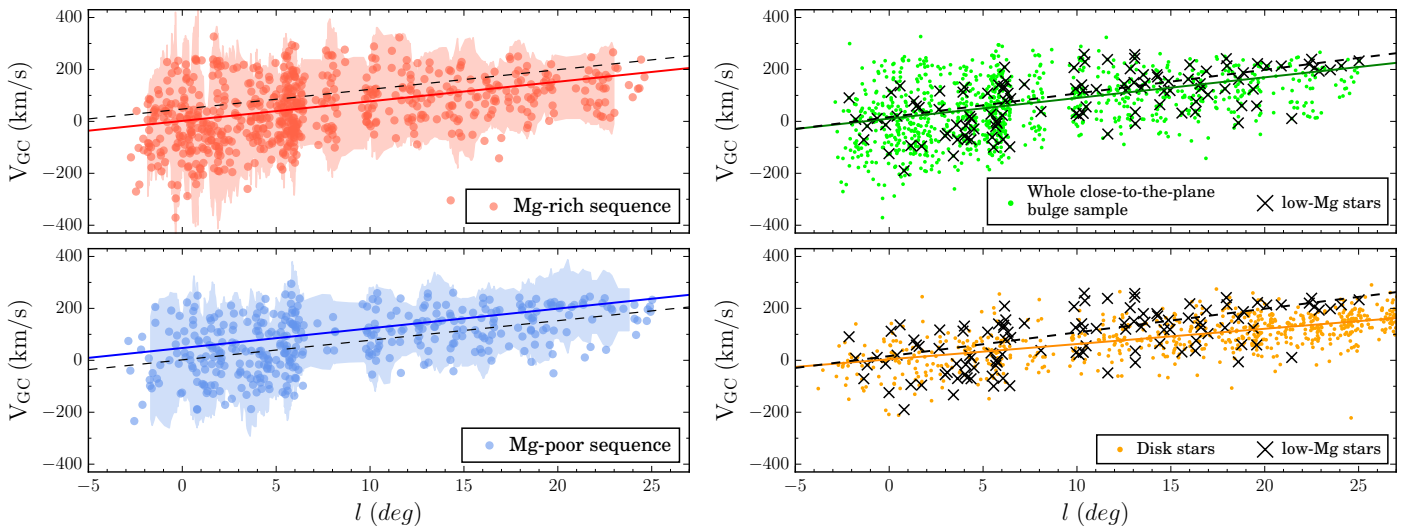 400
200
0
−200
−400
V_GC (km/s)
Mg-rich sequence
400
200
0
−200
−400
V_GC (km/s)
Mg-poor sequence
−5 0 5 10 15 20 25
l (deg)
400
200
0
−200
−400
V_GC (km/s)
Whole close-to-the-plane
bulge sample
low-Mg stars
400
200
0
−200
−400
V_GC (km/s)
Disk stars
low-Mg stars
−5 0 5 10 15 20 25
l (deg)